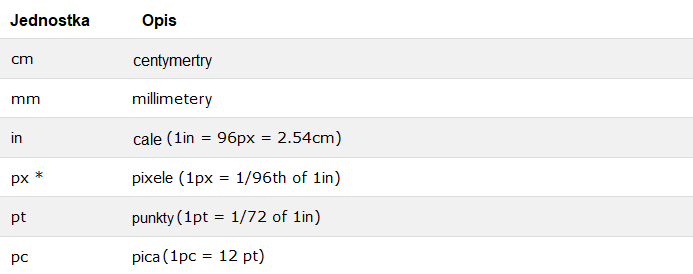 Jednostka Opis
cm centymertry
mm millimetery
in cale (1in = 96px = 2.54cm)
px * pixele (1px = 1/96th of 1in)
pt punkty (1pt = 1/72 of 1in)
pc pica (1pc = 12 pt)